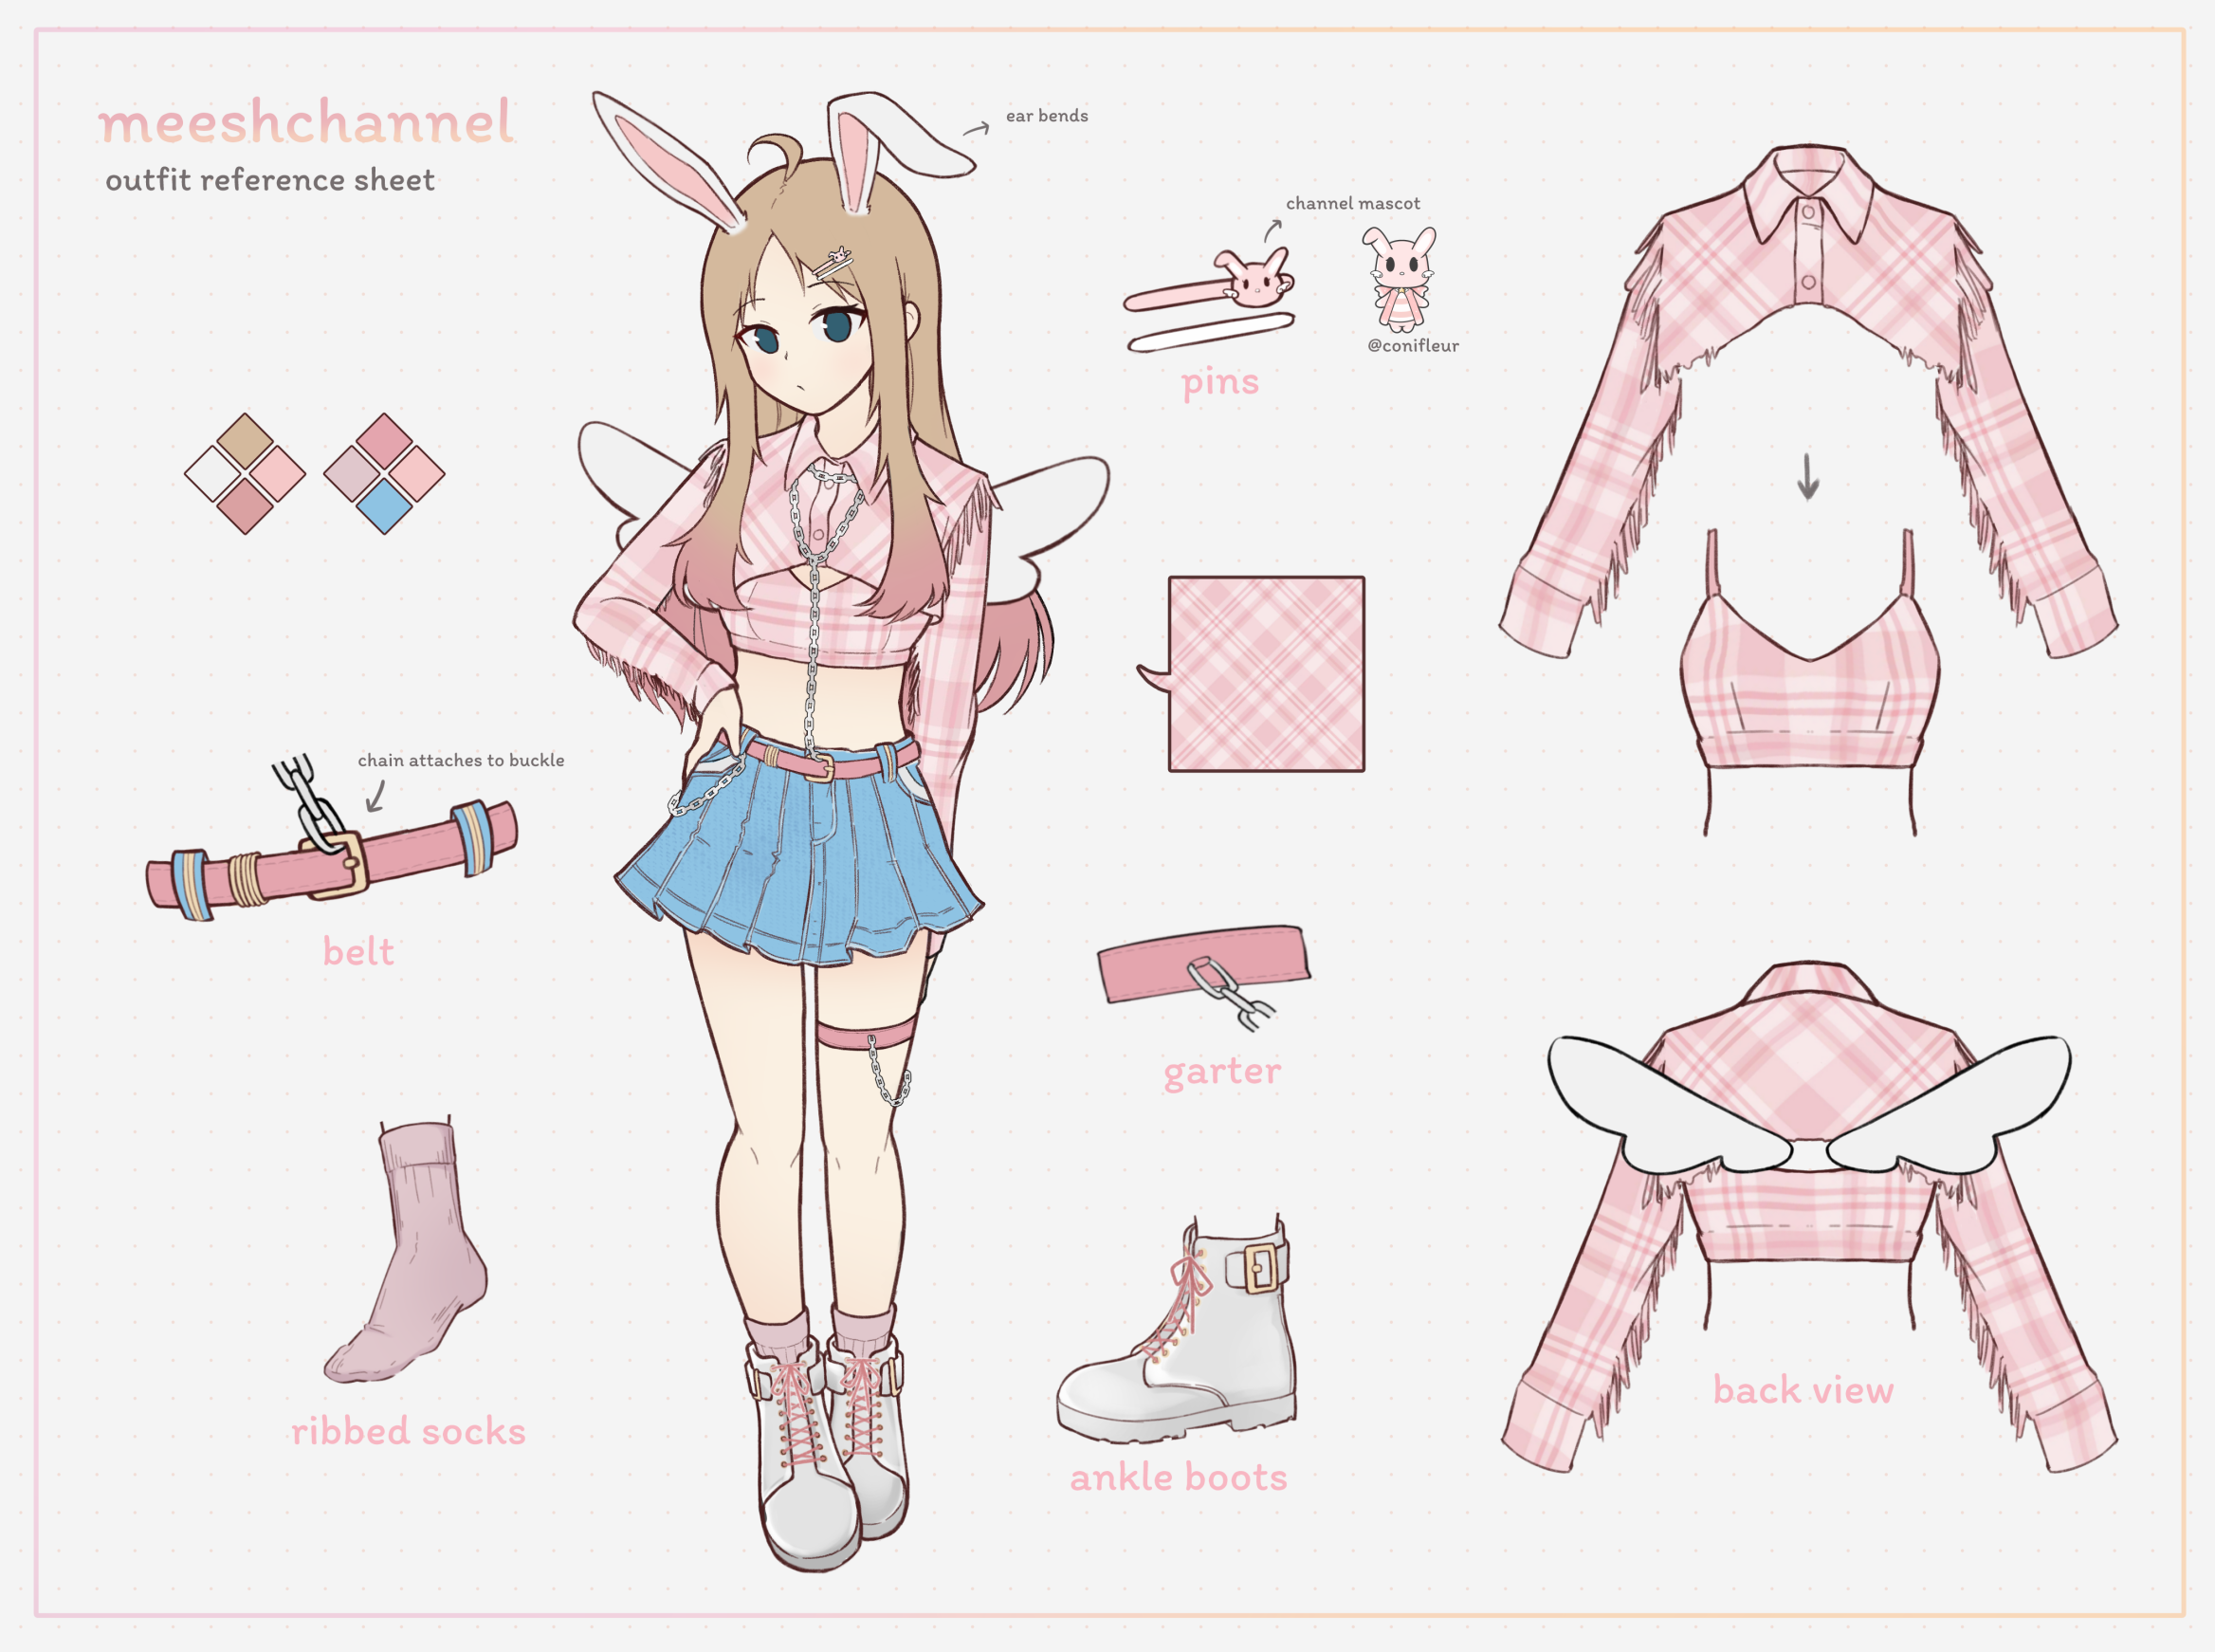 meeshchannel
outfit reference sheet
ear bends
channel mascot
@conifleur
pins
chain attaches to buckle
belt
garter
ribbed socks
ankle boots
back view